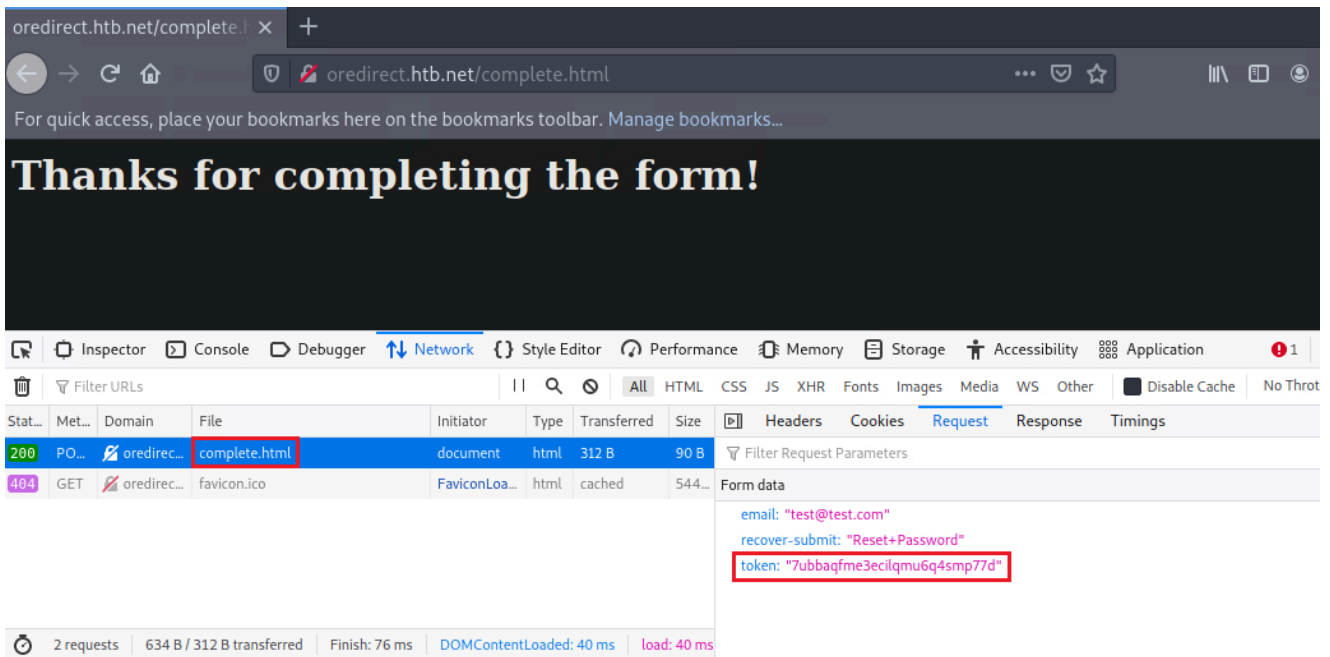 oredirect.htb.net/complete.h
oredirect.htb.net/complete.html
For quick access, place your bookmarks here on the bookmarks toolbar. Manage bookmarks...
Thanks for completing the form!
Inspector Console Debugger Network {} Style Editor Performance Memory Storage Accessibility Application 1
Filter URLs All HTML CSS JS XHR Fonts Images Media WS Other Disable Cache No Throt
Stat... Met... Domain File Initiator Type Transferred Size Headers Cookies Request Response Timings
200 PO... oredirec... complete.html document html 312 B 90 B Filter Request Parameters
404 GET oredirec... favicon.ico FaviconLoa... html cached 544... Form data
email: "test@test.com"
recover-submit: "Reset+Password"
token: "7ubbaqfme3ecilqmu6q4smp77d"
2 requests 634 B / 312 B transferred Finish: 76 ms DOMContentLoaded: 40 ms load: 40 ms